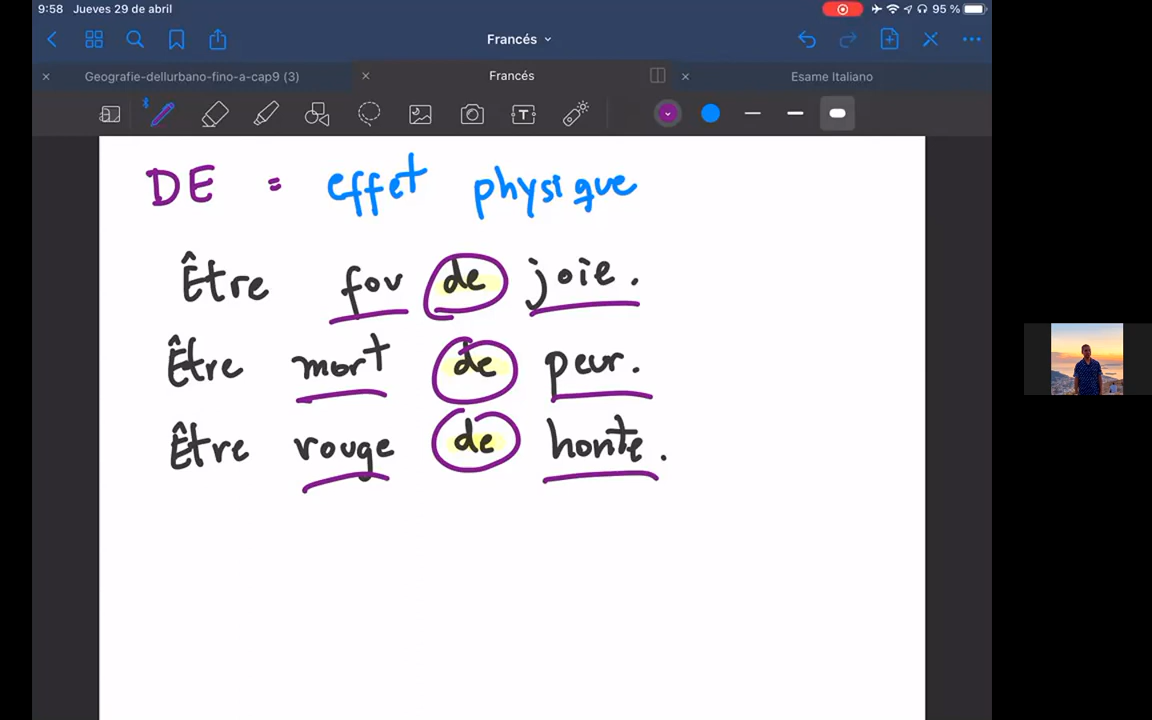 9:58 Jueves 29 de abril 95 %
Francés
Geografie-dellurbano-fino-a-cap9 (3) Francés Esame Italiano
T
DE = effet physique
Être fou de joie.
Être mort de peur.
Être rouge de honte.